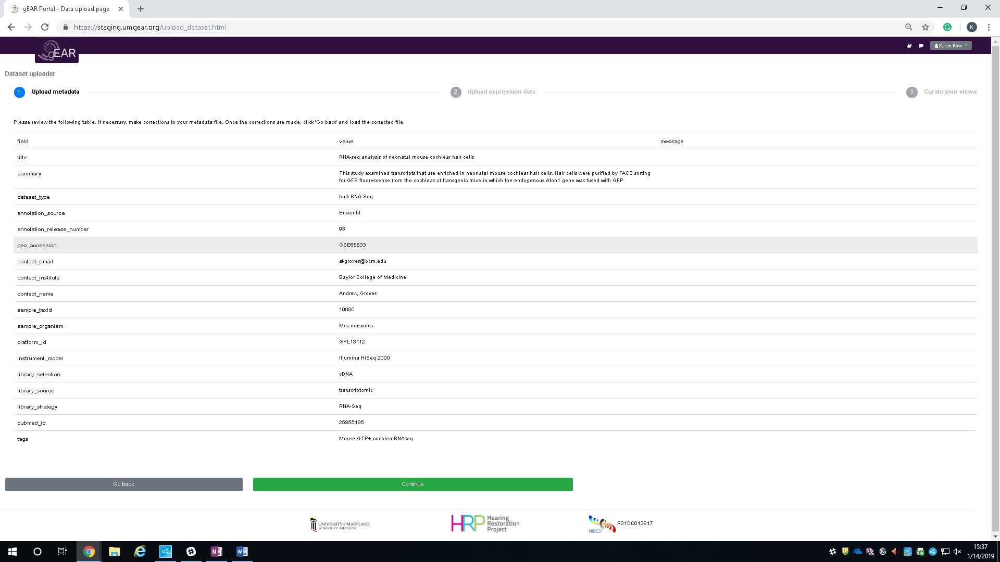 gEAR Portal - Data upload page
https://staging.umgear.org/upload_dataset.html
K
gEAR
Kevin Rose
Dataset uploader
1 Upload metadata
2 Upload expression data
3 Curate your views
Please review the following table. If necessary, make corrections to your metadata file. Once the corrections are made, click 'Go back' and load the corrected file.
field value message
title RNA-seq analysis of neonatal mouse cochlear hair cells
summary This study examined transcripts that are enriched in neonatal mouse cochlear hair cells. Hair cells were purified by FACS sorting
for GFP fluorescence from the cochleas of transgenic mice in which the endogenous Atoh1 gene was fused with GFP
dataset_type bulk RNA-Seq
annotation_source Ensembl
annotation_release_number 93
geo_accession GSE65633
contact_email akgroves@bcm.edu
contact_institute Baylor College of Medicine
contact_name Andrew,,Groves
sample_taxid 10090
sample_organism Mus musculus
platform_id GPL13112
instrument_model Illumina HiSeq 2000
library_selection cDNA
library_source transcriptomic
library_strategy RNA-Seq
pubmed_id 25855195
tags Mouse,GTP+,cochlea,RNAseq
Go back
Continue
UNIVERSITY of MARYLAND
SCHOOL OF MEDICINE
HRP Hearing
Restoration
Project
NIDCD
R01DC013817
15:37
1/14/2019